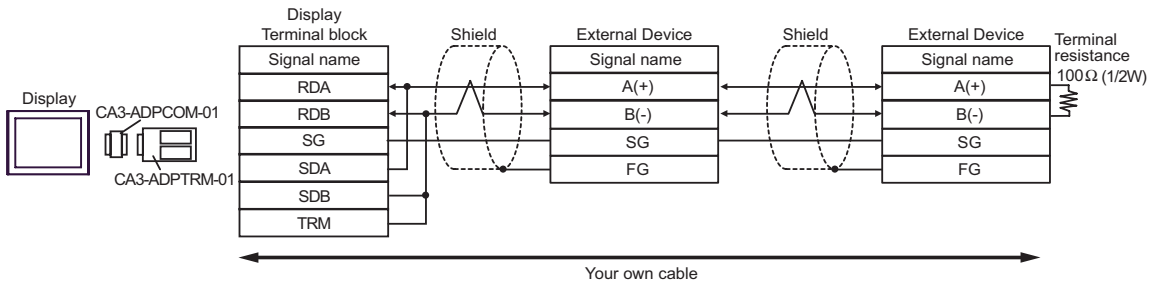 Display
Terminal block
Shield
External Device
Shield
External Device
Terminal
resistance
100Ω (1/2W)
Signal name
Signal name
Signal name
RDA
A(+)
A(+)
Display
CA3-ADPCOM-01
RDB
B(-)
B(-)
SG
SG
SG
CA3-ADPTRM-01
SDA
FG
FG
SDB
TRM
Your own cable